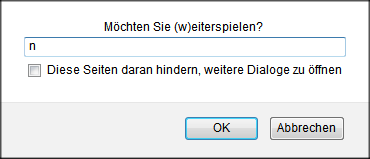 Möchten Sie (w)eiterspielen?
n
Diese Seiten daran hindern, weitere Dialoge zu öffnen
OK Abbrechen